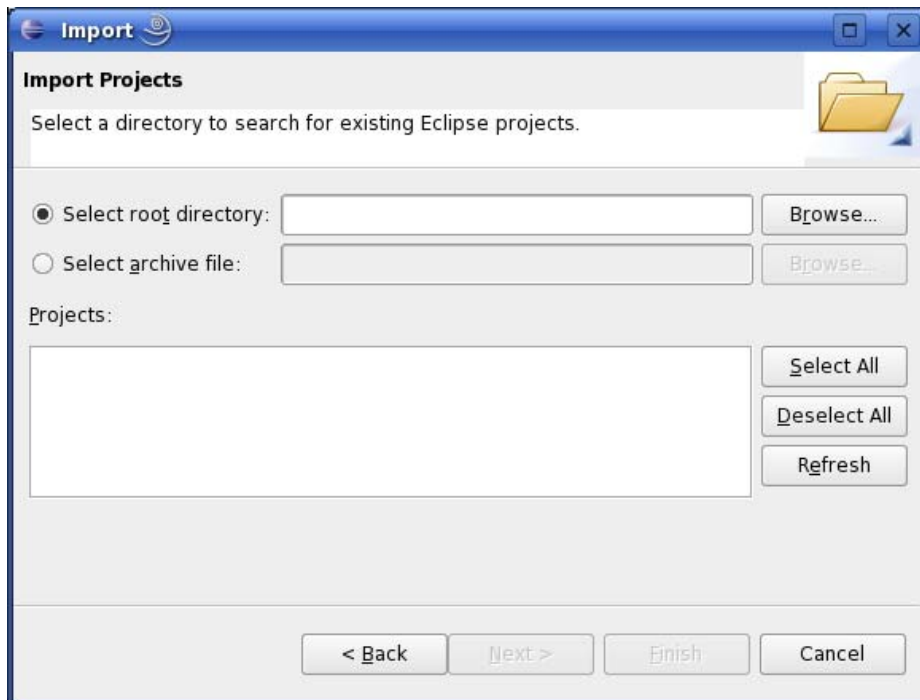 Import
Import Projects
Select a directory to search for existing Eclipse projects.
Select root directory:
Browse...
Select archive file:
Browse...
Projects:
Select All
Deselect All
Refresh
< Back
Next >
Finish
Cancel